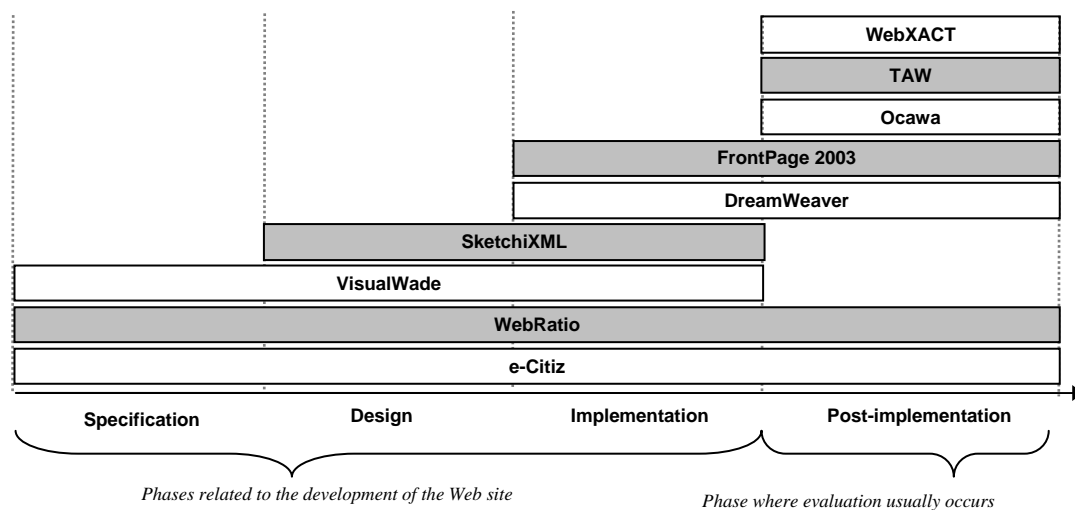 WebXACT
TAW
Ocawa
FrontPage 2003
DreamWeaver
SketchiXML
VisualWade
WebRatio
e-Citiz
Specification Design Implementation Post-implementation
Phases related to the development of the Web site
Phase where evaluation usually occurs